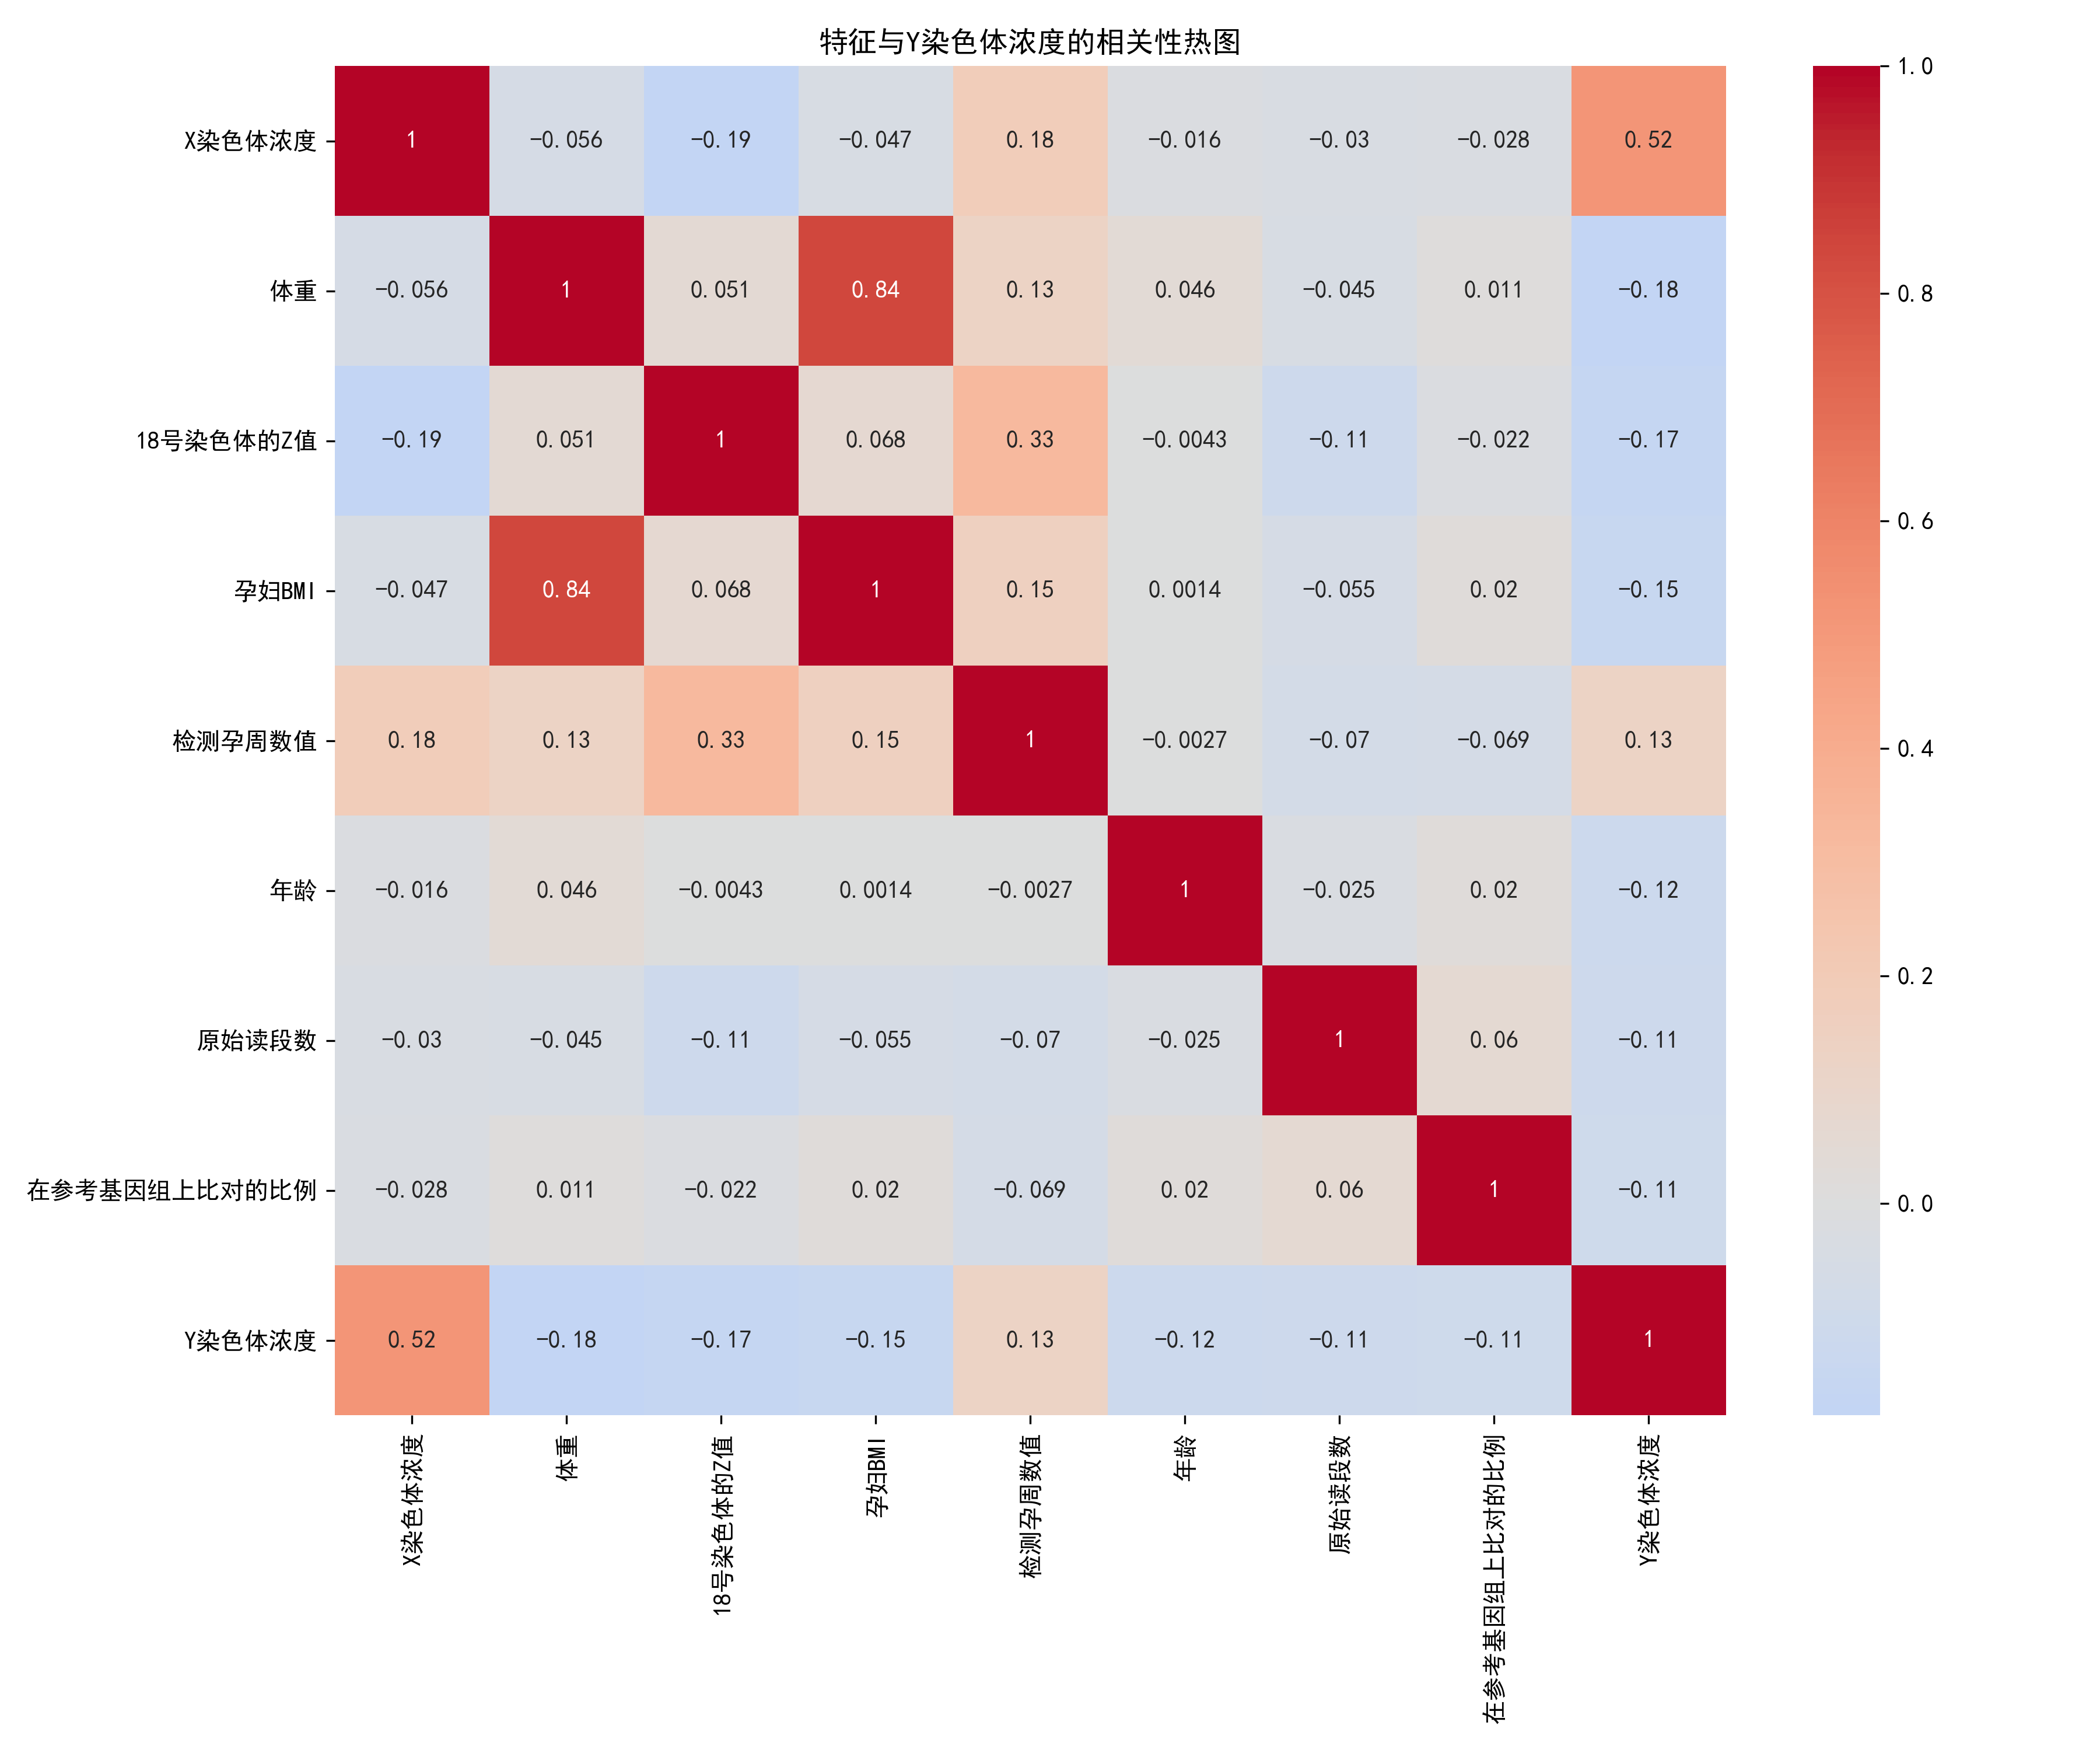 特征与Y染色体浓度的相关性热图
X染色体浓度 1 −0.056 −0.19 −0.047 0.18 −0.016 −0.03 −0.028 0.52
体重 −0.056 1 0.051 0.84 0.13 0.046 −0.045 0.011 −0.18
18号染色体的Z值 −0.19 0.051 1 0.068 0.33 −0.0043 −0.11 −0.022 −0.17
孕妇BMI −0.047 0.84 0.068 1 0.15 0.0014 −0.055 0.02 −0.15
检测孕周数值 0.18 0.13 0.33 0.15 1 −0.0027 −0.07 −0.069 0.13
年龄 −0.016 0.046 −0.0043 0.0014 −0.0027 1 −0.025 0.02 −0.12
原始读段数 −0.03 −0.045 −0.11 −0.055 −0.07 −0.025 1 0.06 −0.11
在参考基因组上比对的比例 −0.028 0.011 −0.022 0.02 −0.069 0.02 0.06 1 −0.11
Y染色体浓度 0.52 −0.18 −0.17 −0.15 0.13 −0.12 −0.11 −0.11 1
X染色体浓度
体重
18号染色体的Z值
孕妇BMI
检测孕周数值
年龄
原始读段数
在参考基因组上比对的比例
Y染色体浓度
1.0
0.8
0.6
0.4
0.2
0.0